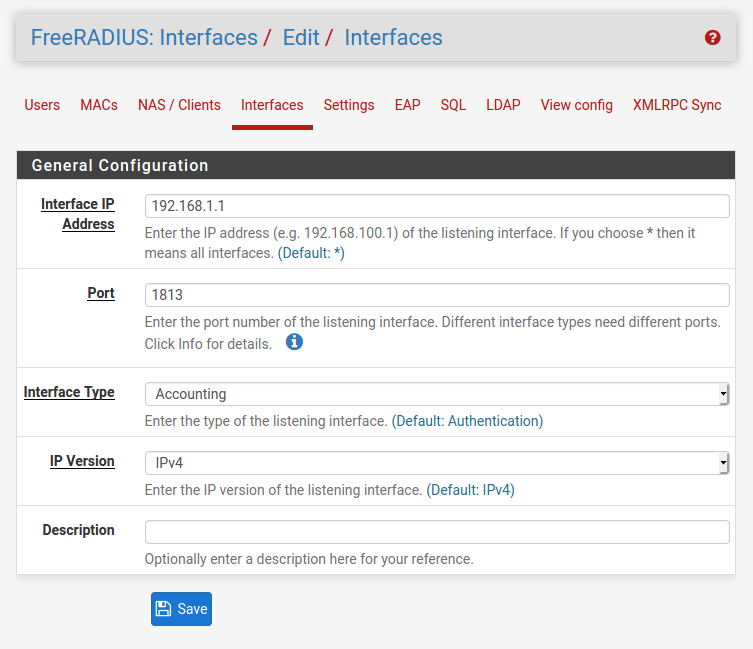 FreeRADIUS: Interfaces / Edit / Interfaces
Users MACs NAS / Clients Interfaces Settings EAP SQL LDAP View config XMLRPC Sync
General Configuration
Interface IP Address
192.168.1.1
Enter the IP address (e.g. 192.168.100.1) of the listening interface. If you choose * then it
means all interfaces. (Default: *)
Port
1813
Enter the port number of the listening interface. Different interface types need different ports.
Click Info for details.
Interface Type
Accounting
Enter the type of the listening interface. (Default: Authentication)
IP Version
IPv4
Enter the IP version of the listening interface. (Default: IPv4)
Description
Optionally enter a description here for your reference.
Save